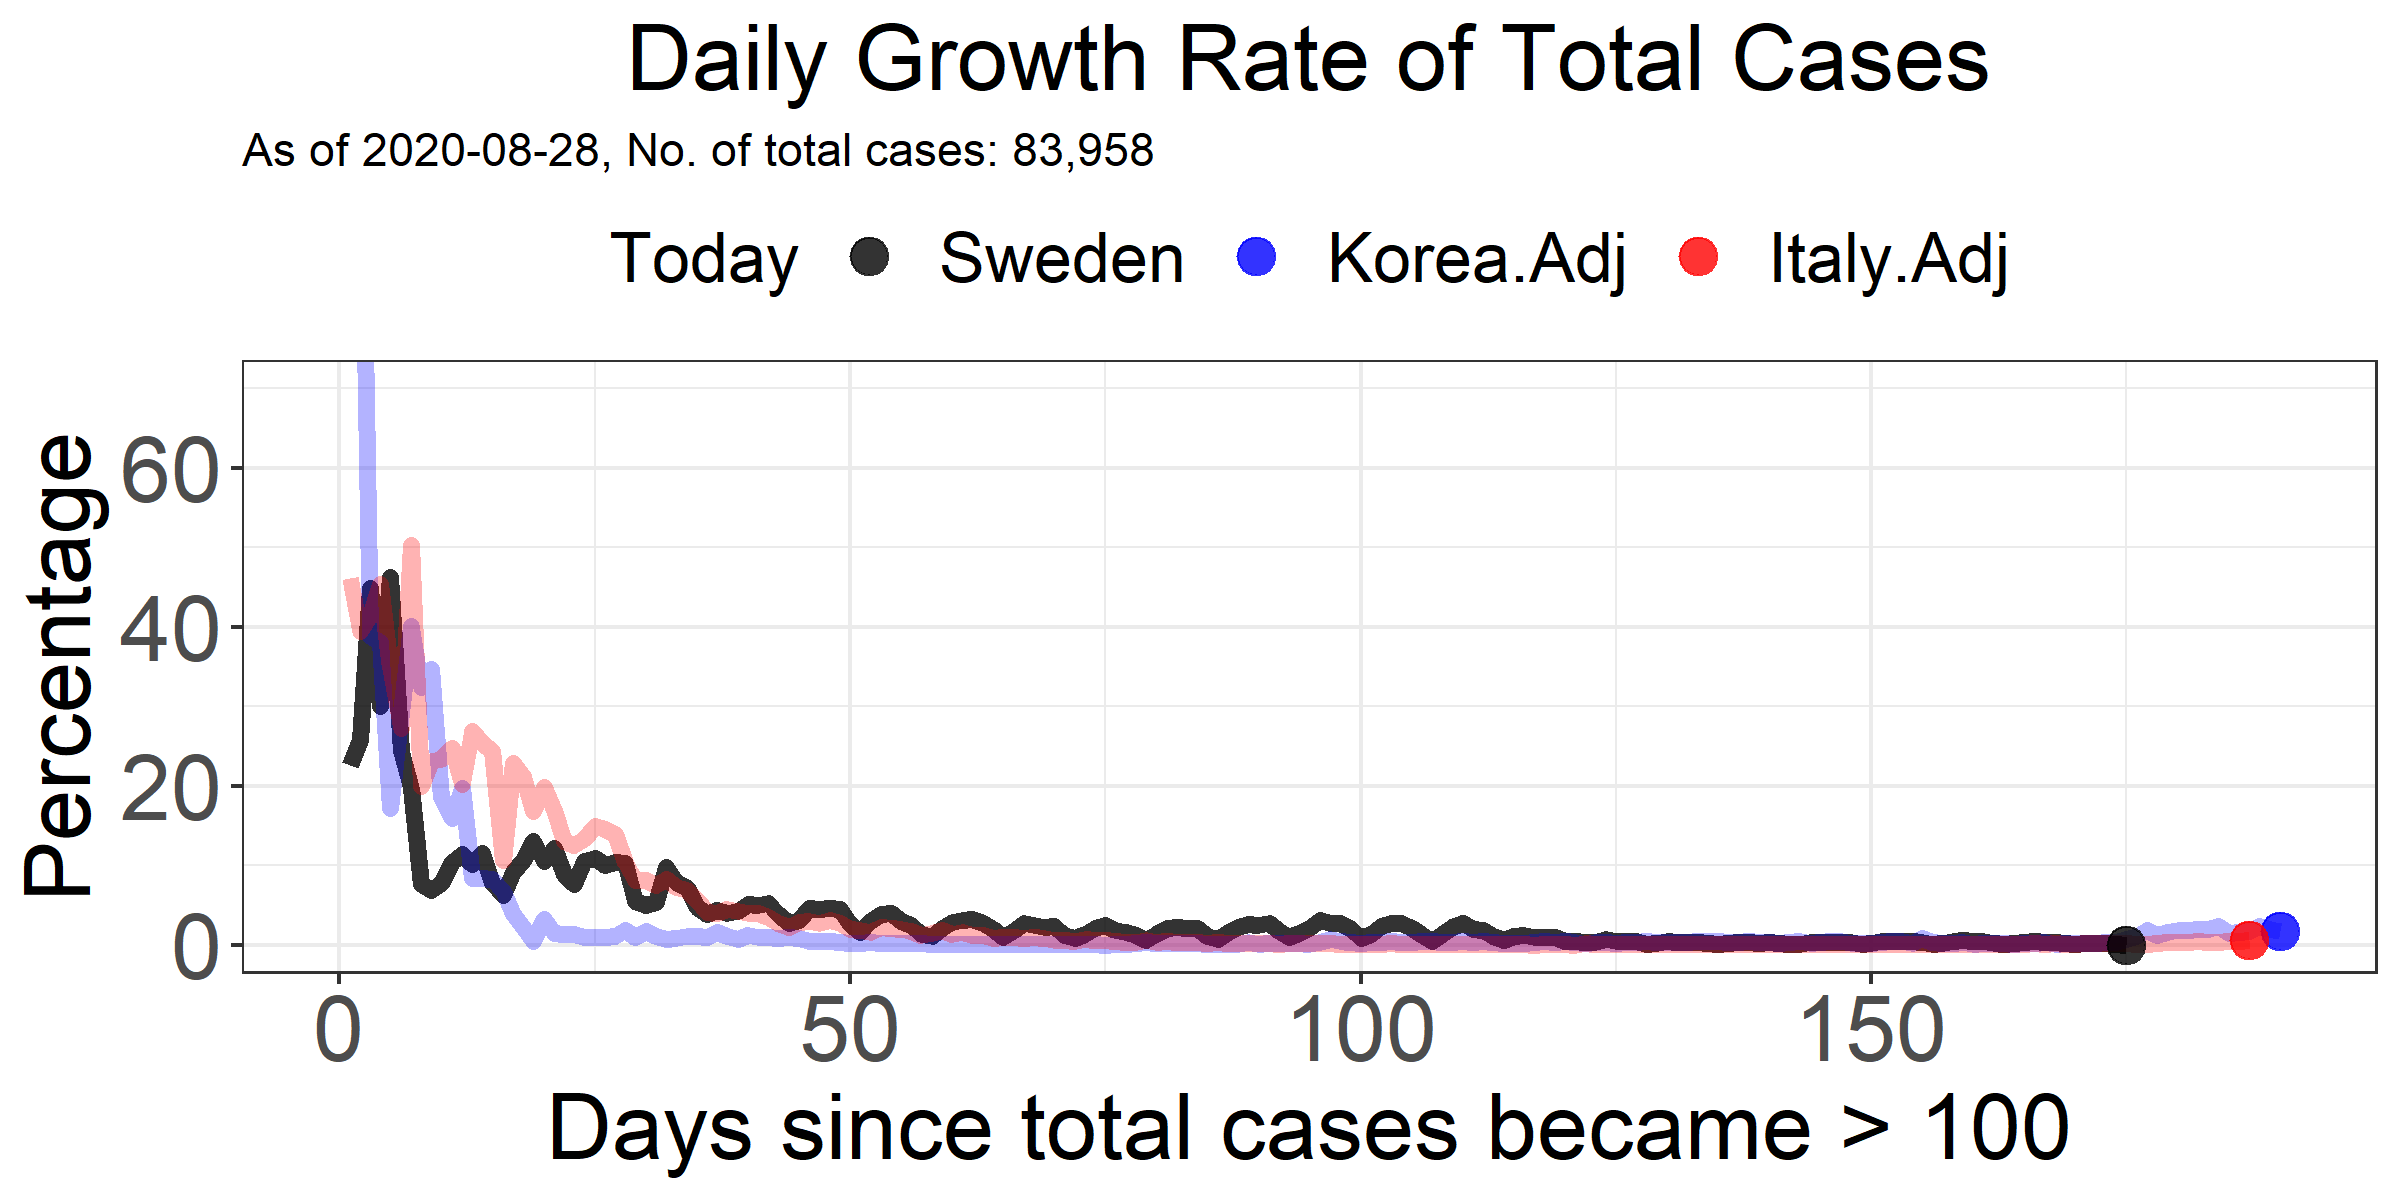 Daily Growth Rate of Total Cases
As of 2020-08-28, No. of total cases: 83,958
Today Sweden Korea.Adj Italy.Adj
Percentage
60
40
20
0
0 50 100 150
Days since total cases became > 100